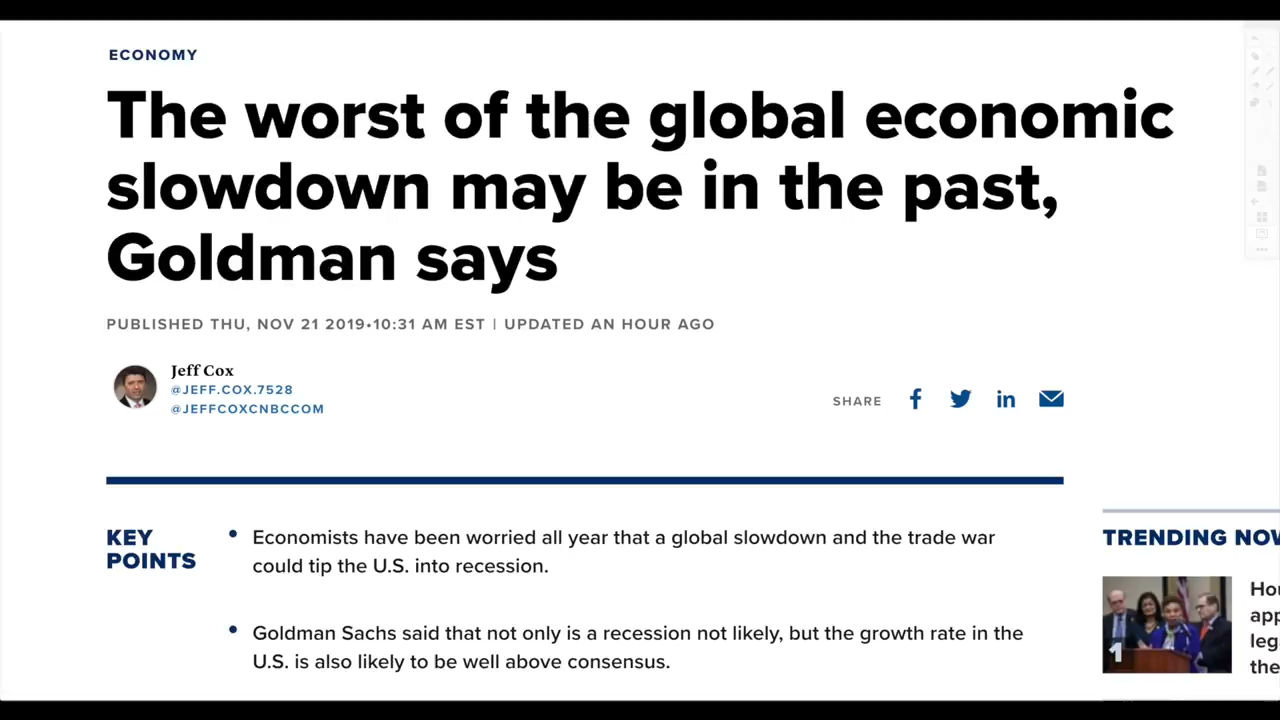 ECONOMY
The worst of the global economic
slowdown may be in the past,
Goldman says
PUBLISHED THU, NOV 21 2019•10:31 AM EST | UPDATED AN HOUR AGO
Jeff Cox
@JEFF.COX.7528
@JEFFCOXCNBCCOM
SHARE
KEY
POINTS
• Economists have been worried all year that a global slowdown and the trade war
could tip the U.S. into recession.
• Goldman Sachs said that not only is a recession not likely, but the growth rate in the
U.S. is also likely to be well above consensus.
TRENDING NOW
1
Hou
app
leg
the